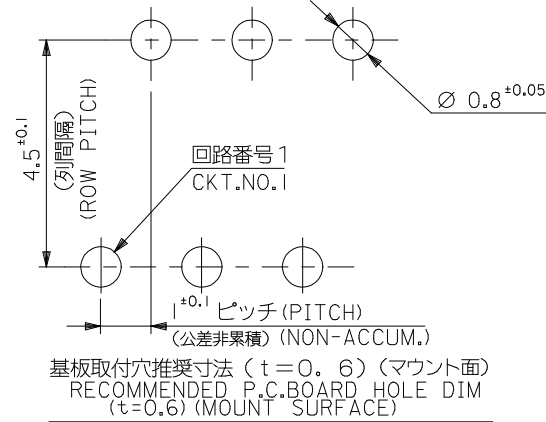 Ø 0.8±0.05
4.5±0.1
(列間隔)
(ROW PITCH)
回路番号1
CKT.NO.1
1±0.1 ピッチ(PITCH)
(公差非累積)(NON-ACCUM.)
基板取付穴推奨寸法(t=0. 6)(マウント面)
RECOMMENDED P.C.BOARD HOLE DIM
(t=0.6)(MOUNT SURFACE)